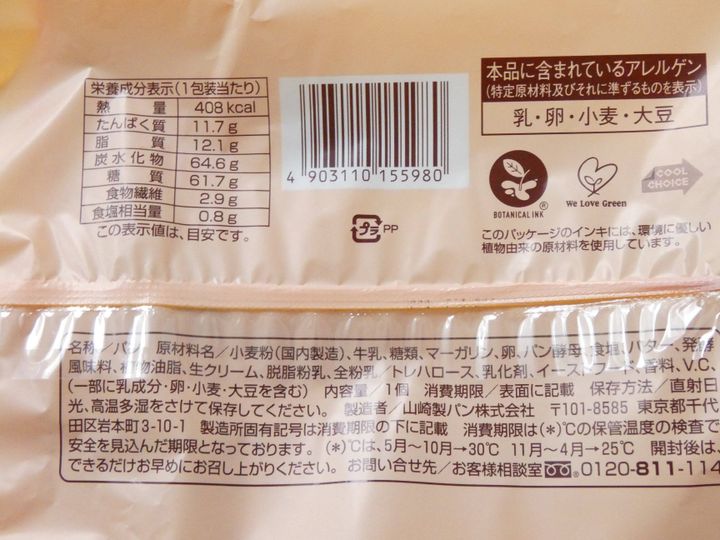 栄養成分表示(1包装当たり)
熱量 408kcal
たんぱく質 11.7g
脂質 12.1g
炭水化物 64.6g
糖質 61.7g
食物繊維 2.9g
食塩相当量 0.8g
この表示値は、目安です。
4 903110 155980
プラ PP
本品に含まれているアレルゲン
(特定原材料及びそれに準ずるものを表示)
乳・卵・小麦・大豆
BOTANICAL INK ®
We Love Green
COOL CHOICE
このパッケージのインキには、環境に優しい
植物由来の原材料を使用しています。
名称/パン 原材料名/小麦粉(国内製造)、牛乳、糖類、マーガリン、卵、パン酵母、食塩、バター、発酵
風味料、植物油脂、生クリーム、脱脂粉乳、全粉乳/トレハロース、乳化剤、イーストフード、香料、V.C、
(一部に乳成分・卵・小麦・大豆を含む) 内容量/1個 消費期限/表面に記載 保存方法/直射日
光、高温多湿をさけて保存してください。 製造者/山崎製パン株式会社 〒101-8585 東京都千代
田区岩本町3-10-1 製造所固有記号は消費期限の下に記載 消費期限は(*)℃の保管温度の検査で
安全を見込んだ期限となっております。(*)℃は、5月〜10月→30℃ 11月〜4月→25℃ 開封後は、
できるだけお早めにお召し上がりください。 お問い合せ先/お客様相談室 0120-811-114